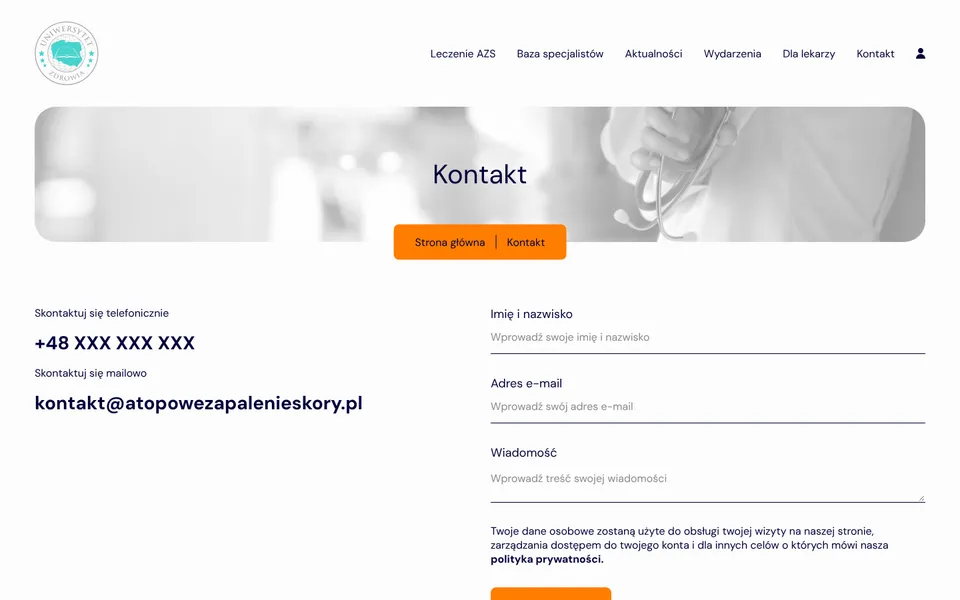 UNIWERSYTET
ZDROWIA
Leczenie AZS
Baza specjalistów
Aktualności
Wydarzenia
Dla lekarzy
Kontakt
Kontakt
Strona główna | Kontakt
Skontaktuj się telefonicznie
+48 XXX XXX XXX
Skontaktuj się mailowo
kontakt@atopowezapalenieskory.pl
Imię i nazwisko
Wprowadź swoje imię i nazwisko
Adres e-mail
Wprowadź swój adres e-mail
Wiadomość
Wprowadź treść swojej wiadomości
Twoje dane osobowe zostaną użyte do obsługi twojej wizyty na naszej stronie,
zarządzania dostępem do twojego konta i dla innych celów o których mówi nasza
polityka prywatności.